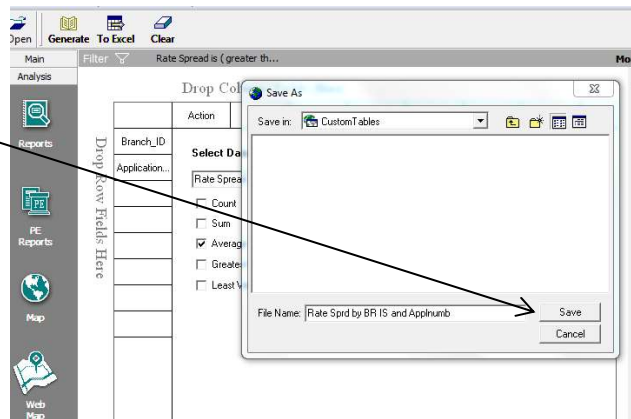 Open Generate To Excel Clear
Main
Filter Rate Spread is ( greater th... Mo
Analysis
Reports
PE
PE
Reports
Map
Web
Map
Drop Col
Drop Row Fields Here
Action
Branch_ID
Application...
Select Da
Rate Sprea
Count
Sum
Averag
Greate
Least V
Save As
Save in: CustomTables
File Name: Rate Sprd by BR IS and Applnumb
Save
Cancel